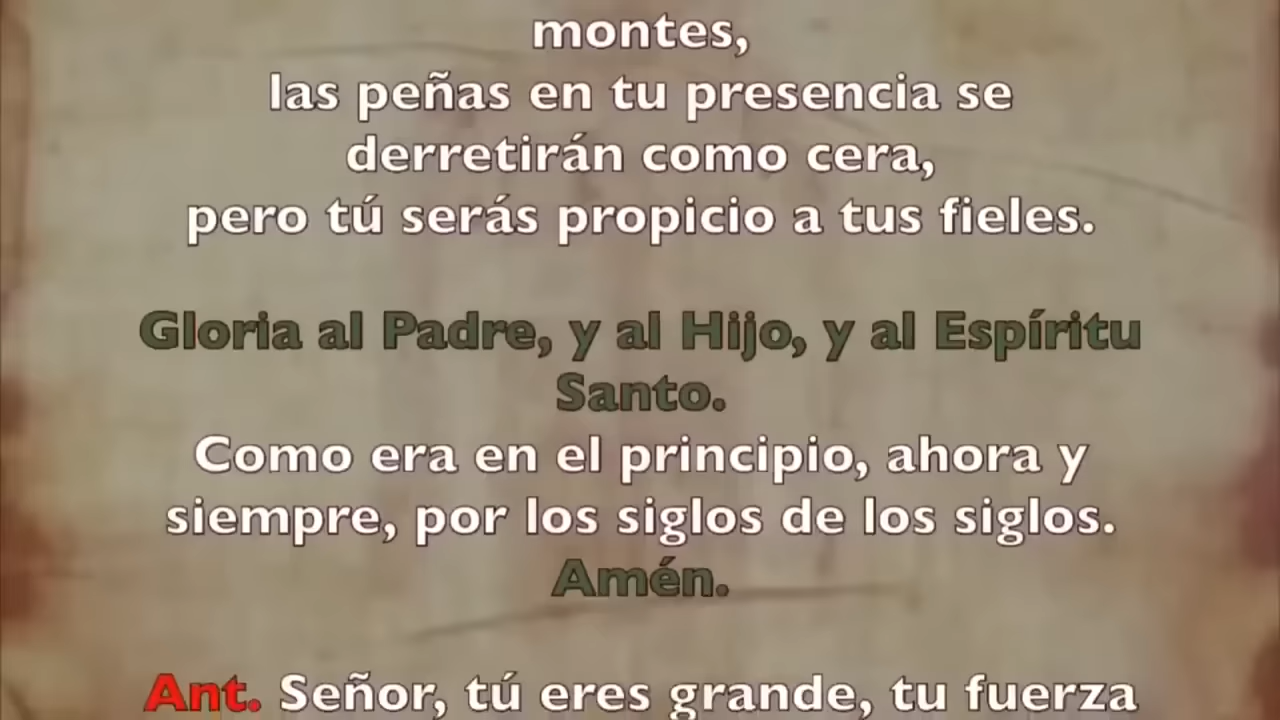 montes,
las peñas en tu presencia se
derretirán como cera,
pero tú serás propicio a tus fieles.
Gloria al Padre, y al Hijo, y al Espíritu
Santo.
Como era en el principio, ahora y
siempre, por los siglos de los siglos.
Amén.
Ant. Señor, tú eres grande, tu fuerza